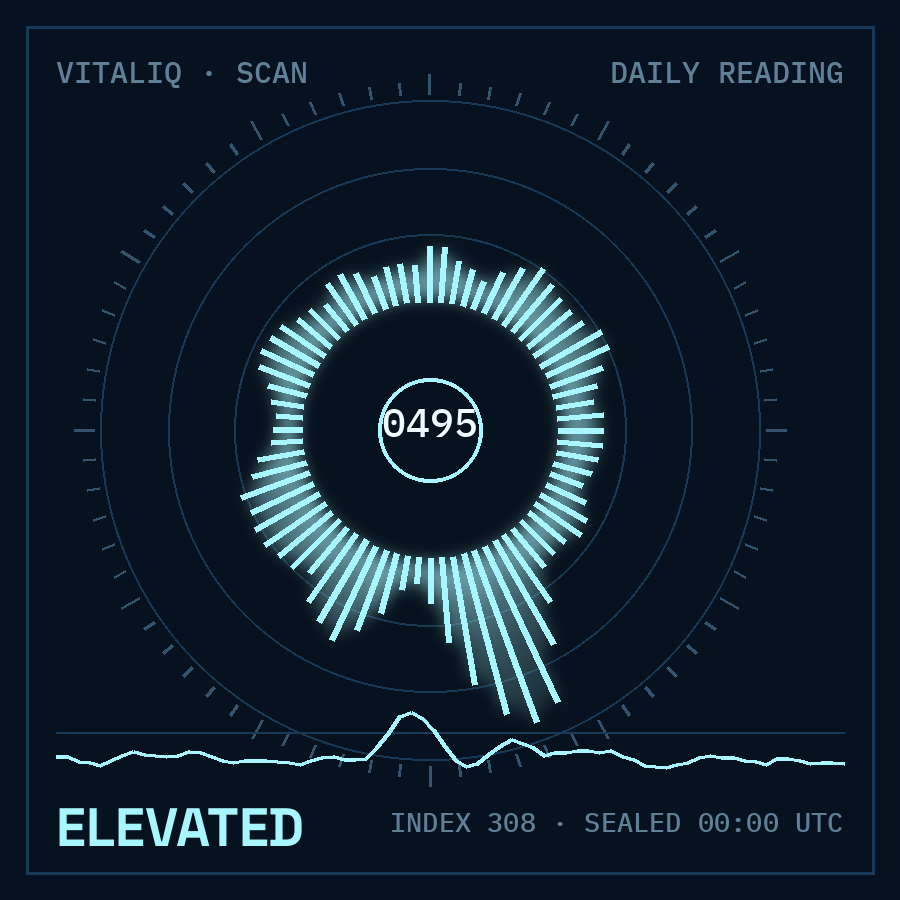 VITALIQ · SCAN
DAILY READING
0495
ELEVATED
INDEX 308 · SEALED 00:00 UTC